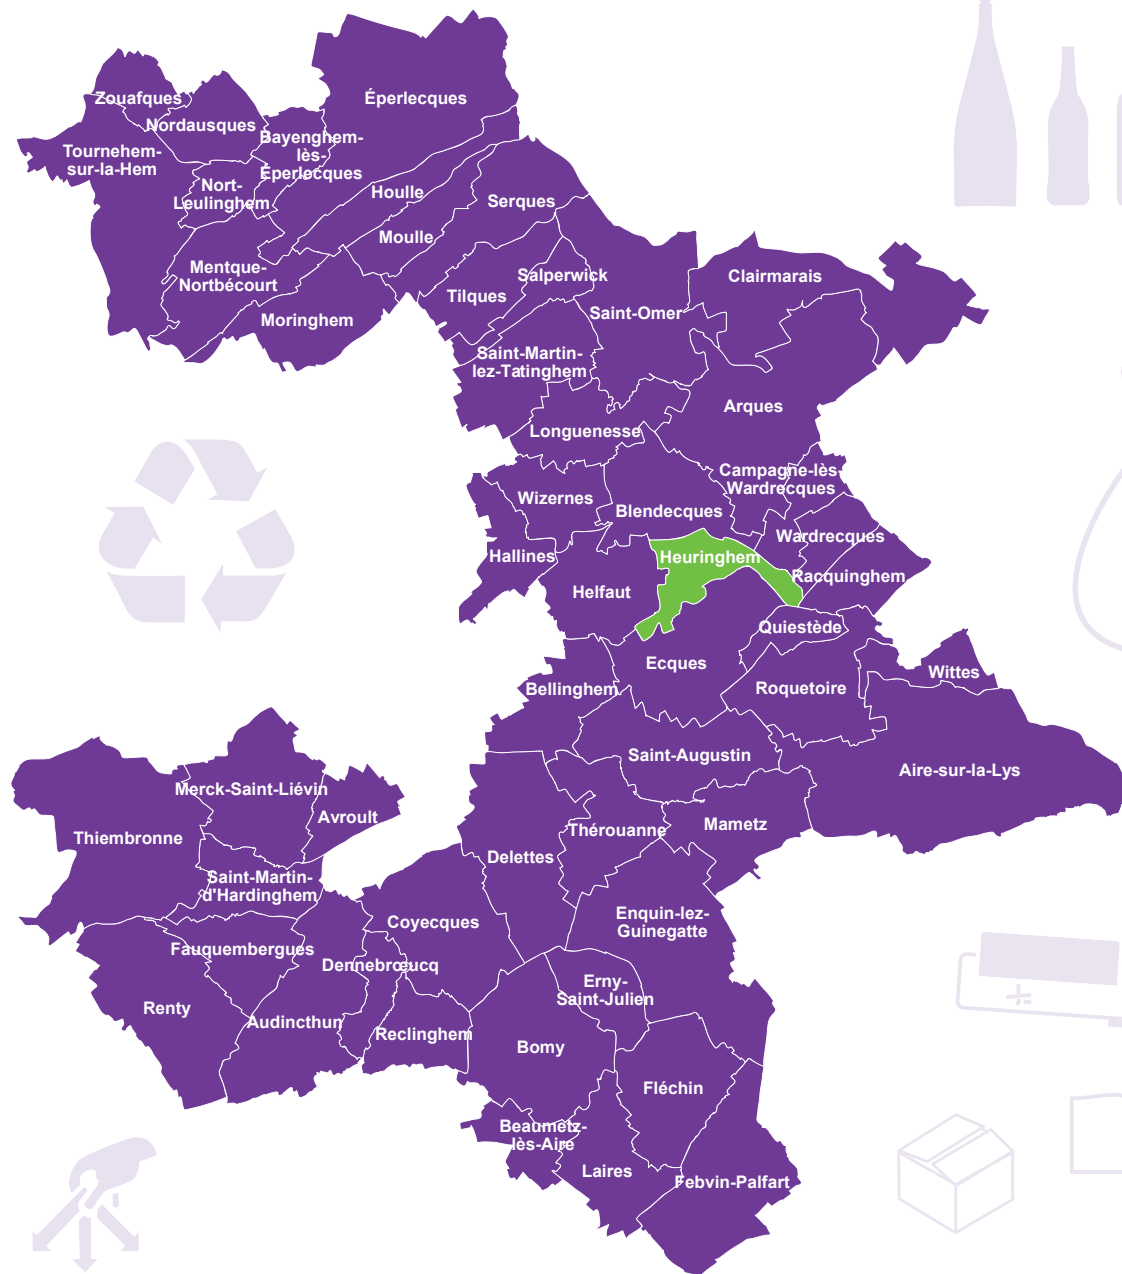 Éperlecques
Zouafques
Nordausques
Bayenghem-
lès-
Éperlecques
Tournehem-
sur-la-Hem
Nort-
Leulinghem
Houlle
Serques
Moulle
Mentque-
Nortbécourt
Salperwick
Clairmarais
Tilques
Saint-Omer
Moringhem
Saint-Martin-
lez-Tatinghem
Arques
Longuenesse
Campagne-lès-
Wardrecques
Wizernes
Blendecques
Wardrecques
Hallines
Heuringhem
Racquinghem
Helfaut
Quiestède
Ecques
Wittes
Bellinghem
Roquetoire
Saint-Augustin
Aire-sur-la-Lys
Merck-Saint-Liévin
Avroult
Thiembronne
Thérouanne
Mametz
Delettes
Saint-Martin-
d'Hardinghem
Coyecques
Enquin-lez-
Guinegatte
Fauquembergues
Dennebrœucq
Erny-
Saint-Julien
Renty
Audincthun
Reclinghem
Bomy
Fléchin
Beaumetz-
lès-Aire
Laires
Febvin-Palfart